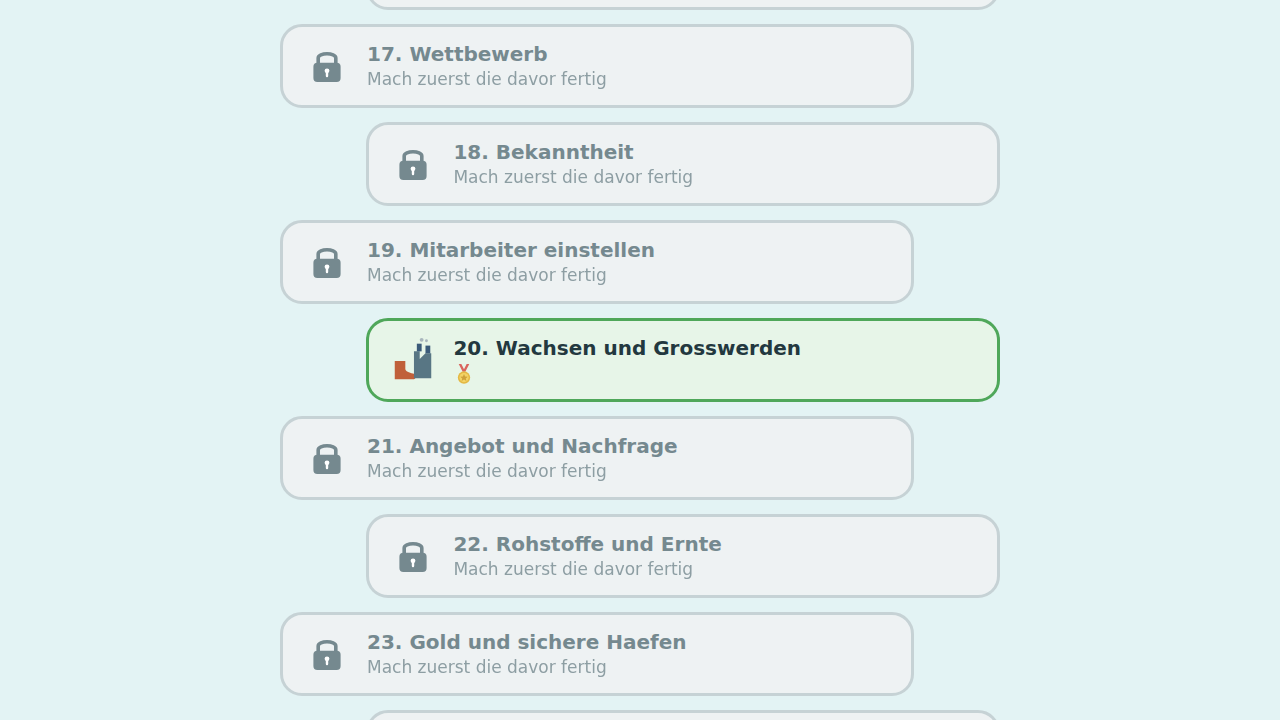 17. Wettbewerb
Mach zuerst die davor fertig
18. Bekanntheit
Mach zuerst die davor fertig
19. Mitarbeiter einstellen
Mach zuerst die davor fertig
20. Wachsen und Grosswerden
21. Angebot und Nachfrage
Mach zuerst die davor fertig
22. Rohstoffe und Ernte
Mach zuerst die davor fertig
23. Gold und sichere Haefen
Mach zuerst die davor fertig